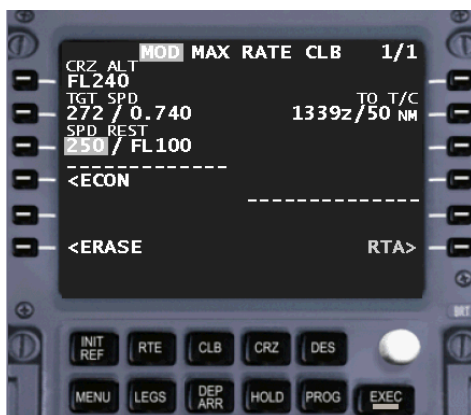 MOD MAX RATE CLB 1/1
CRZ ALT
FL240
TGT SPD TO T/C
272 / 0.740 1339z/50 NM
SPD REST
250 / FL100
--------------
<ECON
------------------
<ERASE RTA>
BRT
INIT REF RTE CLB CRZ DES
MENU LEGS DEP ARR HOLD PROG EXEC